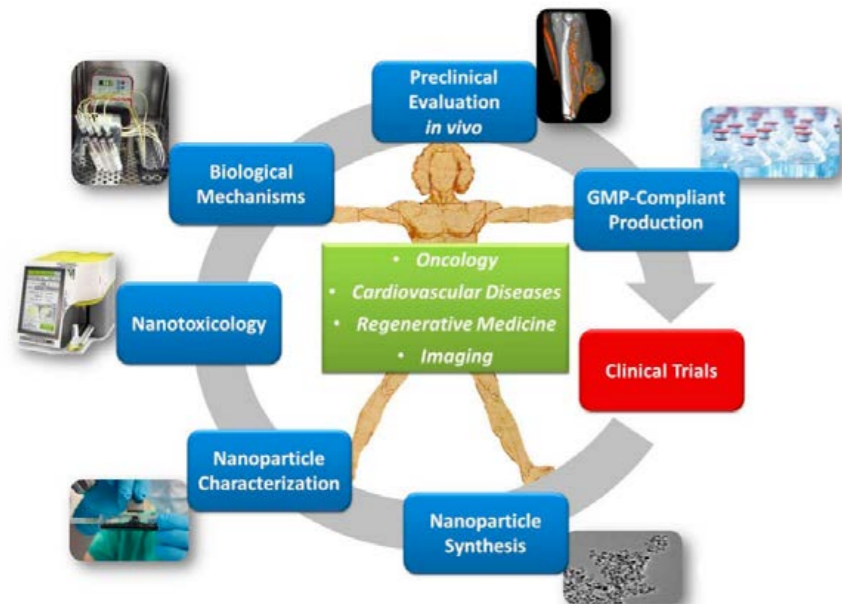 Preclinical
Evaluation
in vivo
Biological
Mechanisms
GMP-Compliant
Production
• Oncology
• Cardiovascular Diseases
• Regenerative Medicine
• Imaging
Nanotoxicology
Clinical Trials
Nanoparticle
Characterization
Nanoparticle
Synthesis